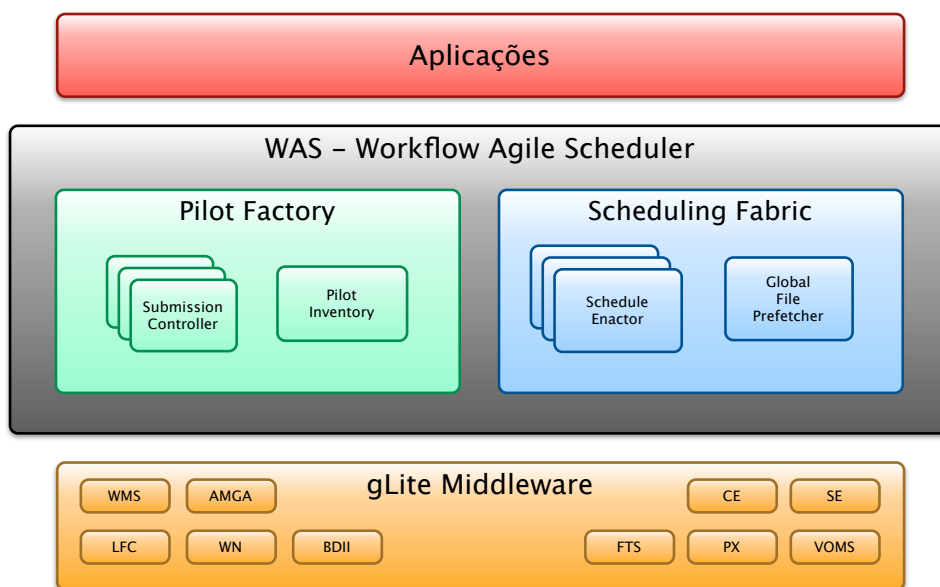 Aplicações
WAS – Workflow Agile Scheduler
Pilot Factory
Submission
Controller
Pilot
Inventory
Scheduling Fabric
Schedule
Enactor
Global
File
Prefetcher
gLite Middleware
WMS
AMGA
CE
SE
LFC
WN
BDII
FTS
PX
VOMS